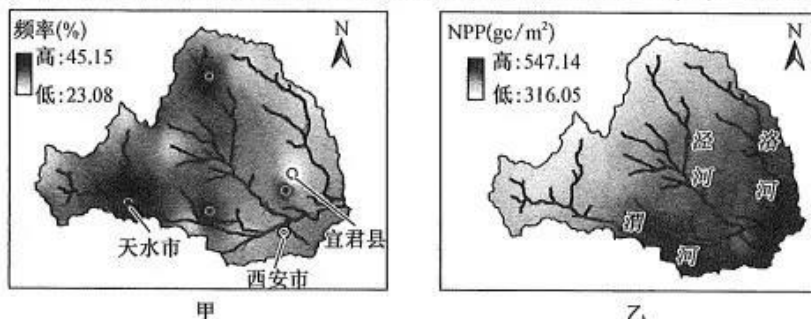 频率(%)
高:45.15
低:23.08
N
天水市
西安市
宜君县
甲
NPP(gc/m²)
高:547.14
低:316.05
N
泾
河
洛
河
渭
河
乙